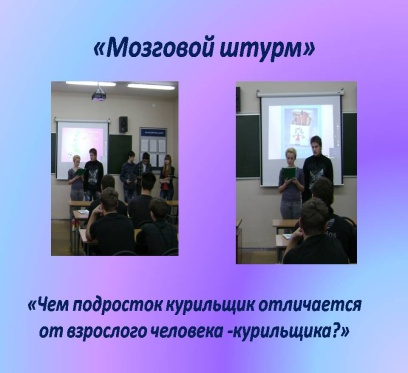 «Мозговой штурм»
«Чем подросток курильщик отличается
от взрослого человека -курильщика?»